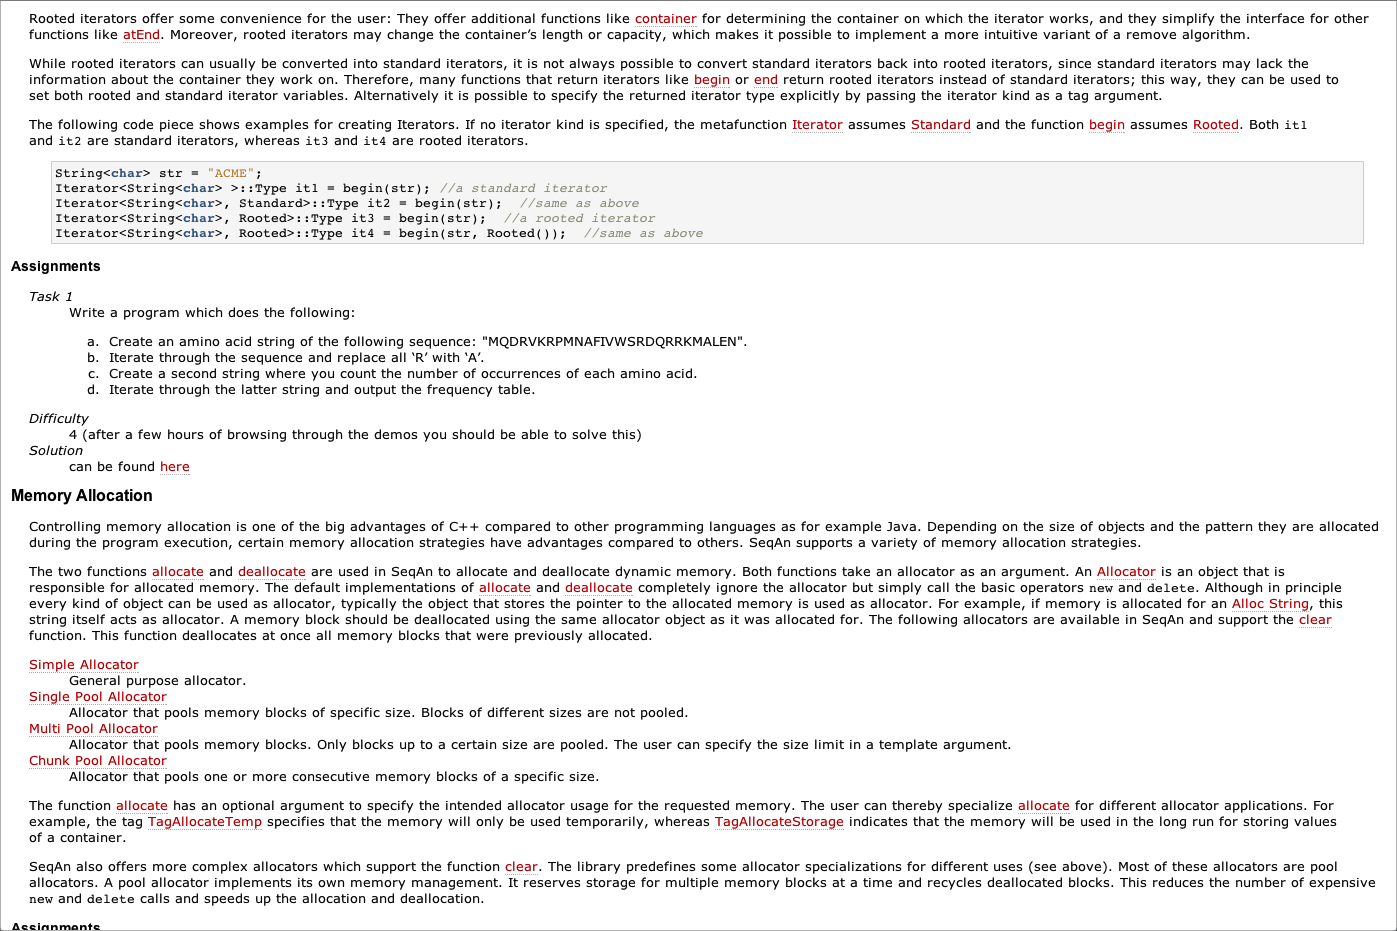 Rooted iterators offer some convenience for the user: They offer additional functions like container for determining the container on which the iterator works, and they simplify the interface for other
functions like atEnd. Moreover, rooted iterators may change the container’s length or capacity, which makes it possible to implement a more intuitive variant of a remove algorithm.
While rooted iterators can usually be converted into standard iterators, it is not always possible to convert standard iterators back into rooted iterators, since standard iterators may lack the
information about the container they work on. Therefore, many functions that return iterators like begin or end return rooted iterators instead of standard iterators; this way, they can be used to
set both rooted and standard iterator variables. Alternatively it is possible to specify the returned iterator type explicitly by passing the iterator kind as a tag argument.
The following code piece shows examples for creating Iterators. If no iterator kind is specified, the metafunction Iterator assumes Standard and the function begin assumes Rooted. Both it1
and it2 are standard iterators, whereas it3 and it4 are rooted iterators.
String<char> str = "ACME";
Iterator<String<char> >::Type it1 = begin(str); //a standard iterator
Iterator<String<char>, Standard>::Type it2 = begin(str);  //same as above
Iterator<String<char>, Rooted>::Type it3 = begin(str);  //a rooted iterator
Iterator<String<char>, Rooted>::Type it4 = begin(str, Rooted());  //same as above
Assignments
Task 1
Write a program which does the following:
a. Create an amino acid string of the following sequence: "MQDRVKRPMNAFIVWSRDQRRKMALEN".
b. Iterate through the sequence and replace all ‘R’ with ‘A’.
c. Create a second string where you count the number of occurrences of each amino acid.
d. Iterate through the latter string and output the frequency table.
Difficulty
4 (after a few hours of browsing through the demos you should be able to solve this)
Solution
can be found here
Memory Allocation
Controlling memory allocation is one of the big advantages of C++ compared to other programming languages as for example Java. Depending on the size of objects and the pattern they are allocated
during the program execution, certain memory allocation strategies have advantages compared to others. SeqAn supports a variety of memory allocation strategies.
The two functions allocate and deallocate are used in SeqAn to allocate and deallocate dynamic memory. Both functions take an allocator as an argument. An Allocator is an object that is
responsible for allocated memory. The default implementations of allocate and deallocate completely ignore the allocator but simply call the basic operators new and delete. Although in principle
every kind of object can be used as allocator, typically the object that stores the pointer to the allocated memory is used as allocator. For example, if memory is allocated for an Alloc String, this
string itself acts as allocator. A memory block should be deallocated using the same allocator object as it was allocated for. The following allocators are available in SeqAn and support the clear
function. This function deallocates at once all memory blocks that were previously allocated.
Simple Allocator
General purpose allocator.
Single Pool Allocator
Allocator that pools memory blocks of specific size. Blocks of different sizes are not pooled.
Multi Pool Allocator
Allocator that pools memory blocks. Only blocks up to a certain size are pooled. The user can specify the size limit in a template argument.
Chunk Pool Allocator
Allocator that pools one or more consecutive memory blocks of a specific size.
The function allocate has an optional argument to specify the intended allocator usage for the requested memory. The user can thereby specialize allocate for different allocator applications. For
example, the tag TagAllocateTemp specifies that the memory will only be used temporarily, whereas TagAllocateStorage indicates that the memory will be used in the long run for storing values
of a container.
SeqAn also offers more complex allocators which support the function clear. The library predefines some allocator specializations for different uses (see above). Most of these allocators are pool
allocators. A pool allocator implements its own memory management. It reserves storage for multiple memory blocks at a time and recycles deallocated blocks. This reduces the number of expensive
new and delete calls and speeds up the allocation and deallocation.
Assignments